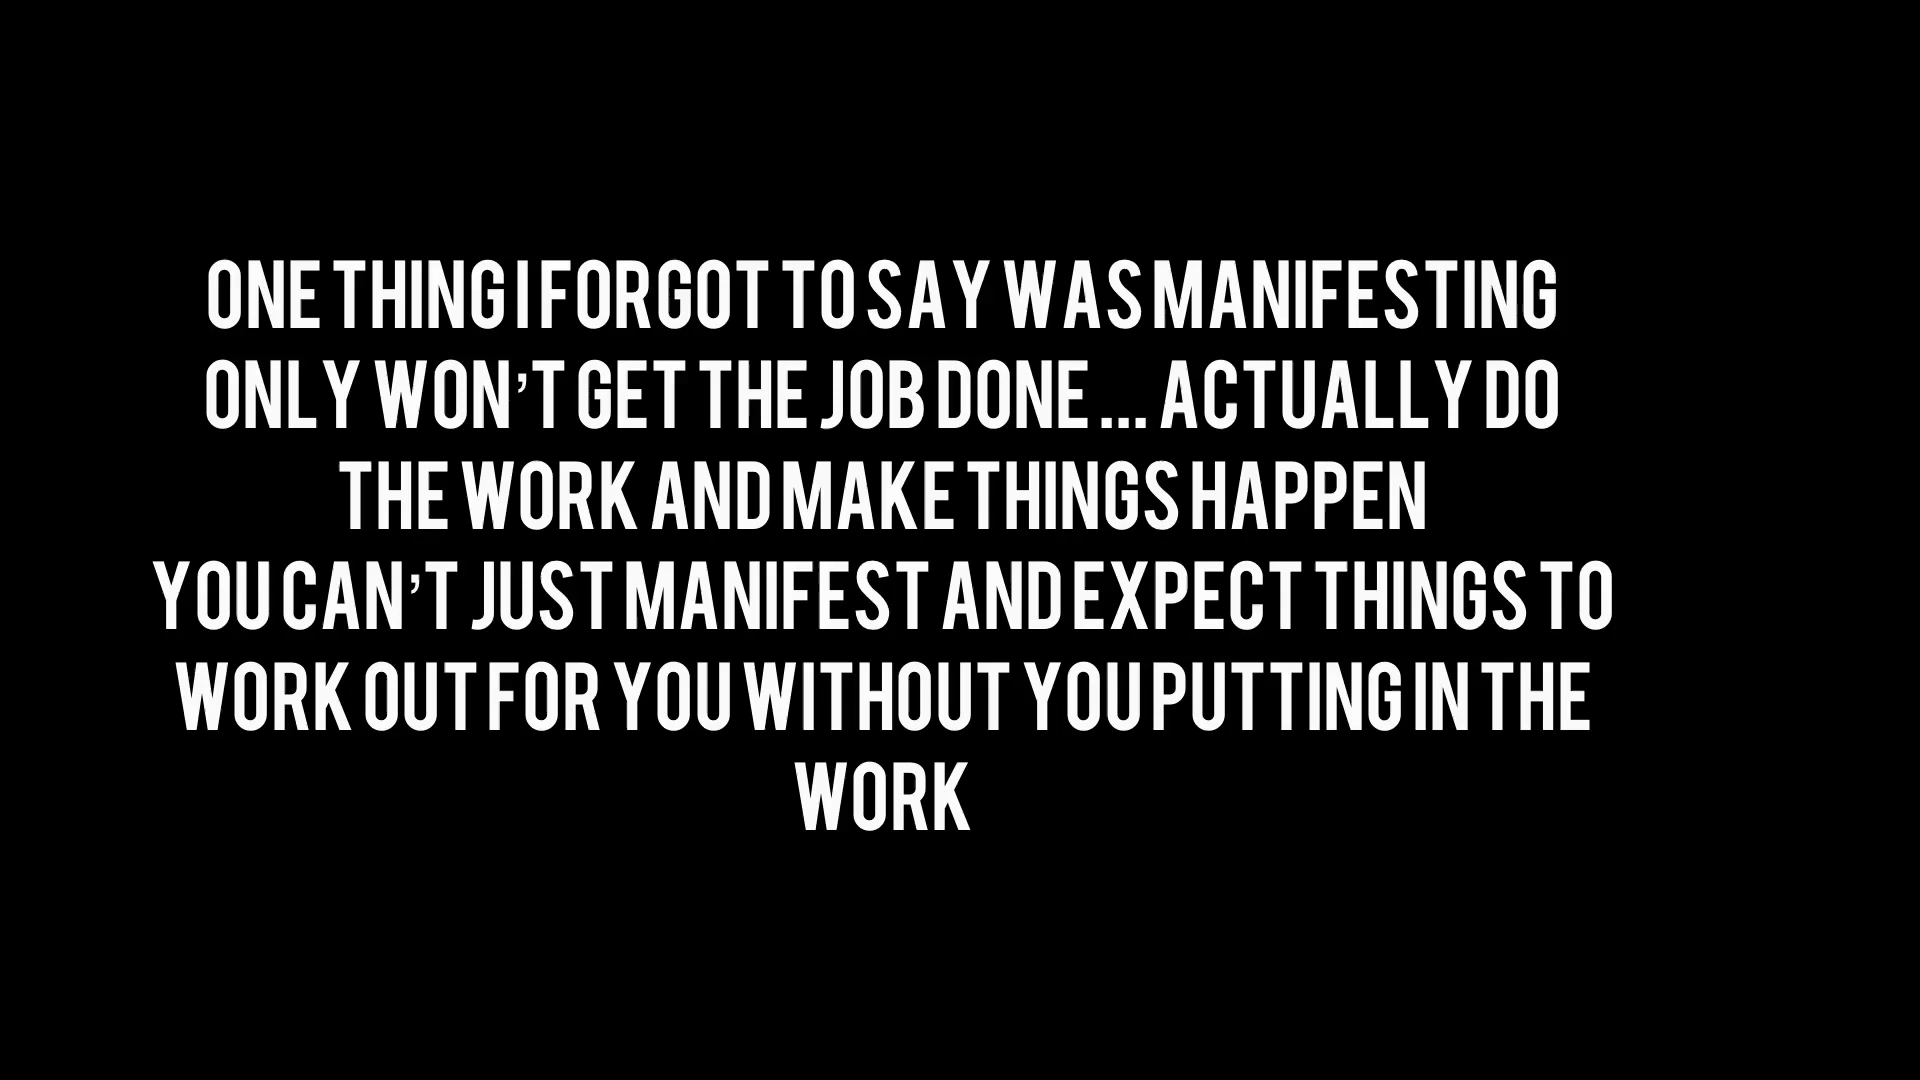 ONE THING I FORGOT TO SAY WAS MANIFESTING
ONLY WON'T GET THE JOB DONE... ACTUALLY DO
THE WORK AND MAKE THINGS HAPPEN
YOU CAN'T JUST MANIFEST AND EXPECT THINGS TO
WORK OUT FOR YOU WITHOUT YOU PUTTING IN THE
WORK